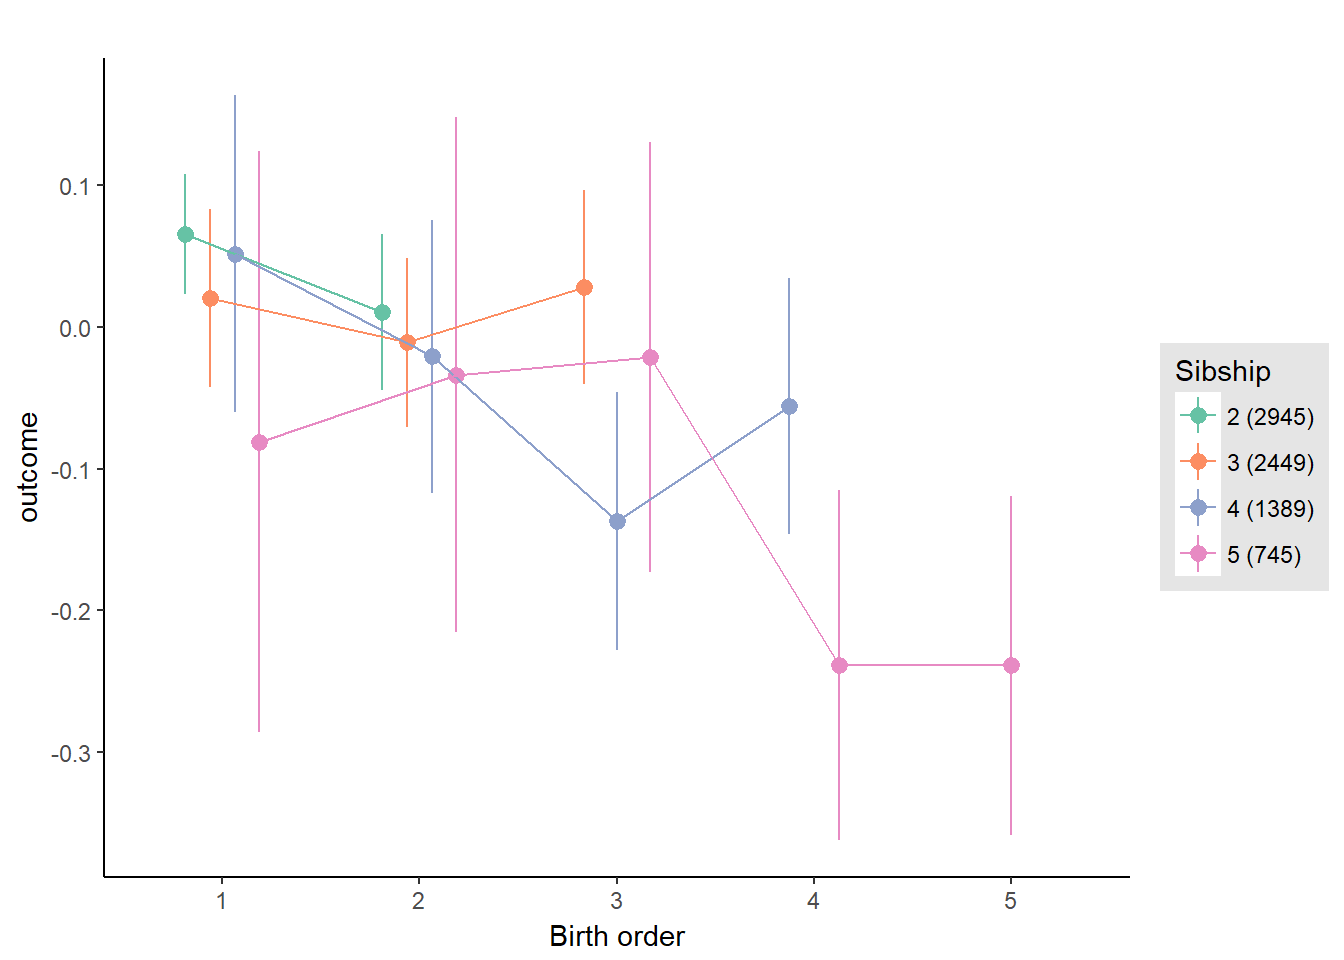 0.1
0.0
-0.1
-0.2
-0.3
outcome
1 2 3 4 5
Birth order
Sibship
2 (2945)
3 (2449)
4 (1389)
5 (745)